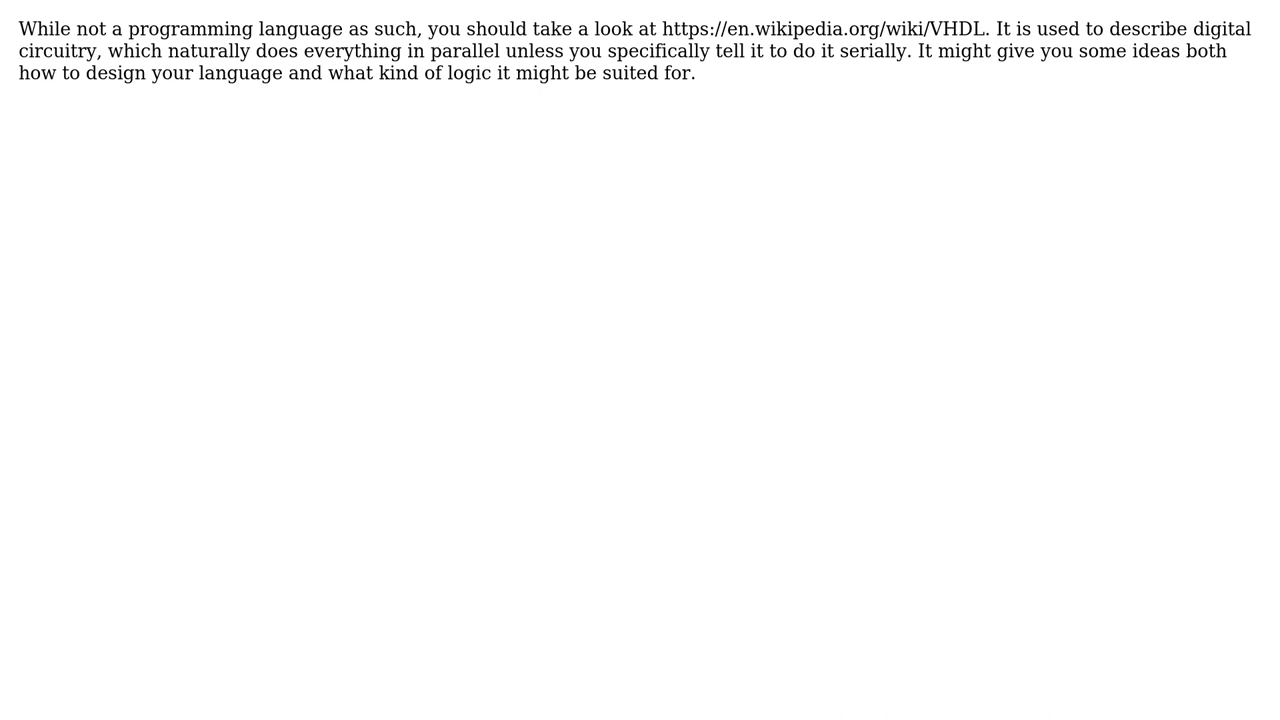 While not a programming language as such, you should take a look at https://en.wikipedia.org/wiki/VHDL. It is used to describe digital
circuitry, which naturally does everything in parallel unless you specifically tell it to do it serially. It might give you some ideas both
how to design your language and what kind of logic it might be suited for.